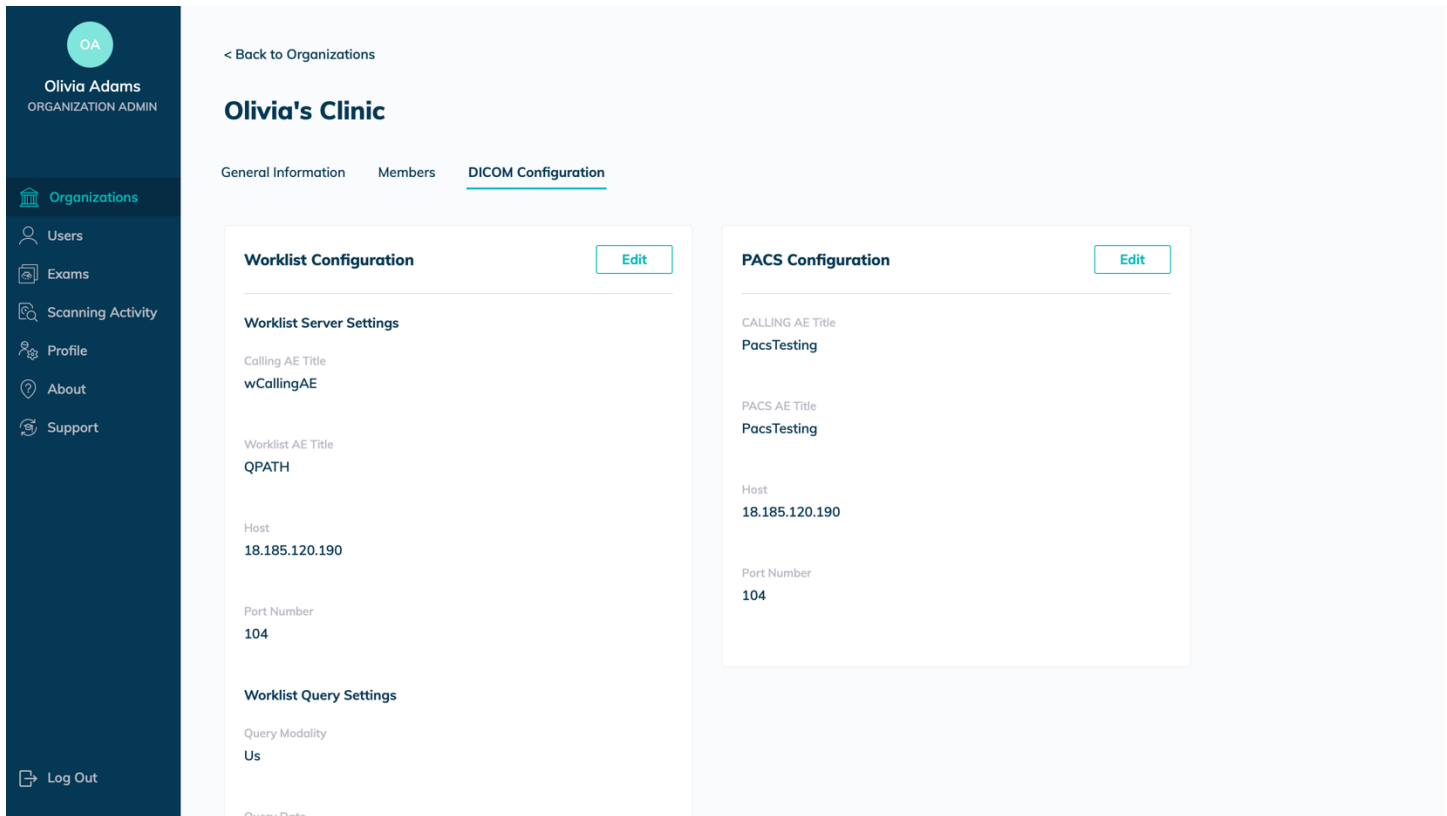 OA
Olivia Adams
ORGANIZATION ADMIN
Organizations
Users
Exams
Scanning Activity
Profile
About
Support
Log Out
< Back to Organizations
Olivia's Clinic
General Information Members DICOM Configuration
Worklist Configuration Edit
Worklist Server Settings
Calling AE Title
wCallingAE
Worklist AE Title
QPATH
Host
18.185.120.190
Port Number
104
Worklist Query Settings
Query Modality
Us
Query Date
PACS Configuration Edit
CALLING AE Title
PacsTesting
PACS AE Title
PacsTesting
Host
18.185.120.190
Port Number
104